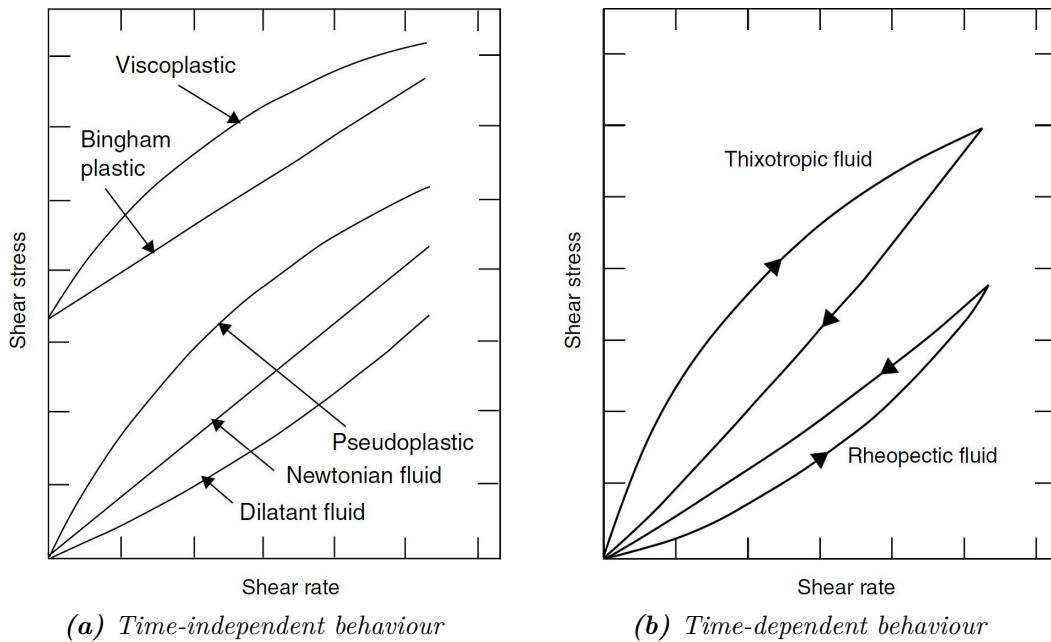 Viscoplastic
Bingham
plastic
Pseudoplastic
Newtonian fluid
Dilatant fluid
Shear stress
Shear rate
(a) Time-independent behaviour
Thixotropic fluid
Rheopectic fluid
Shear stress
Shear rate
(b) Time-dependent behaviour